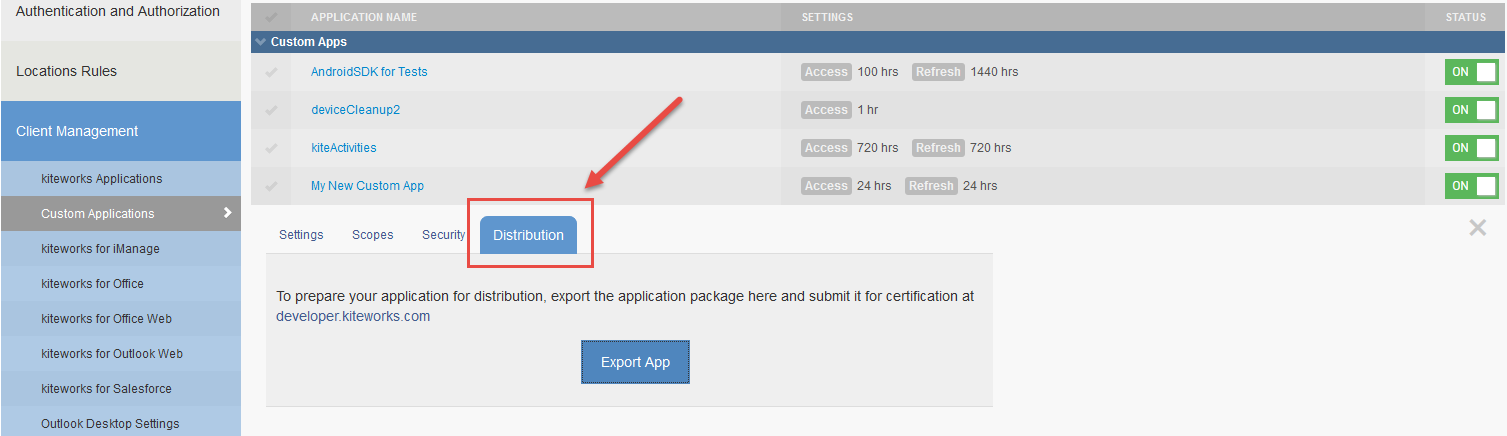 Authentication and Authorization
Locations Rules
Client Management
kiteworks Applications
Custom Applications
kiteworks for iManage
kiteworks for Office
kiteworks for Office Web
kiteworks for Outlook Web
kiteworks for Salesforce
Outlook Desktop Settings
APPLICATION NAME SETTINGS STATUS
Custom Apps
AndroidSDK for Tests Access 100 hrs Refresh 1440 hrs ON
deviceCleanup2 Access 1 hr ON
kiteActivities Access 720 hrs Refresh 720 hrs ON
My New Custom App Access 24 hrs Refresh 24 hrs ON
Settings Scopes Security Distribution
To prepare your application for distribution, export the application package here and submit it for certification at
developer.kiteworks.com
Export App